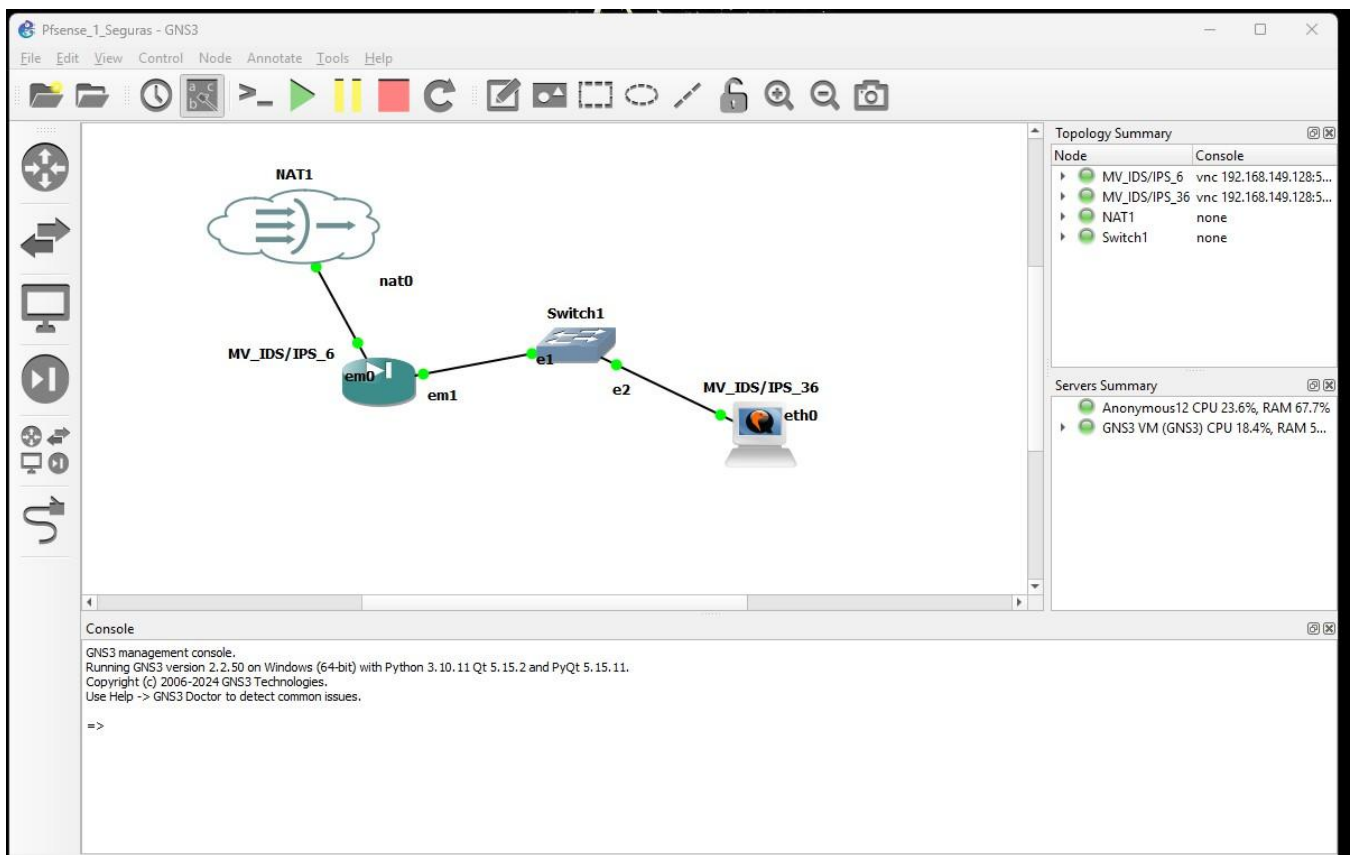 Pfsense_1_Seguras - GNS3
File Edit View Control Node Annotate Tools Help
NAT1
nat0
Switch1
MV_IDS/IPS_6
e1
em0
em1
e2
MV_IDS/IPS_36
eth0
Topology Summary
Node Console
MV_IDS/IPS_6 vnc 192.168.149.128:5...
MV_IDS/IPS_36 vnc 192.168.149.128:5...
NAT1 none
Switch1 none
Servers Summary
Anonymous12 CPU 23.6%, RAM 67.7%
GNS3 VM (GNS3) CPU 18.4%, RAM 5...
Console
GNS3 management console.
Running GNS3 version 2.2.50 on Windows (64-bit) with Python 3.10.11 Qt 5.15.2 and PyQt 5.15.11.
Copyright (c) 2006-2024 GNS3 Technologies.
Use Help -> GNS3 Doctor to detect common issues.
=>